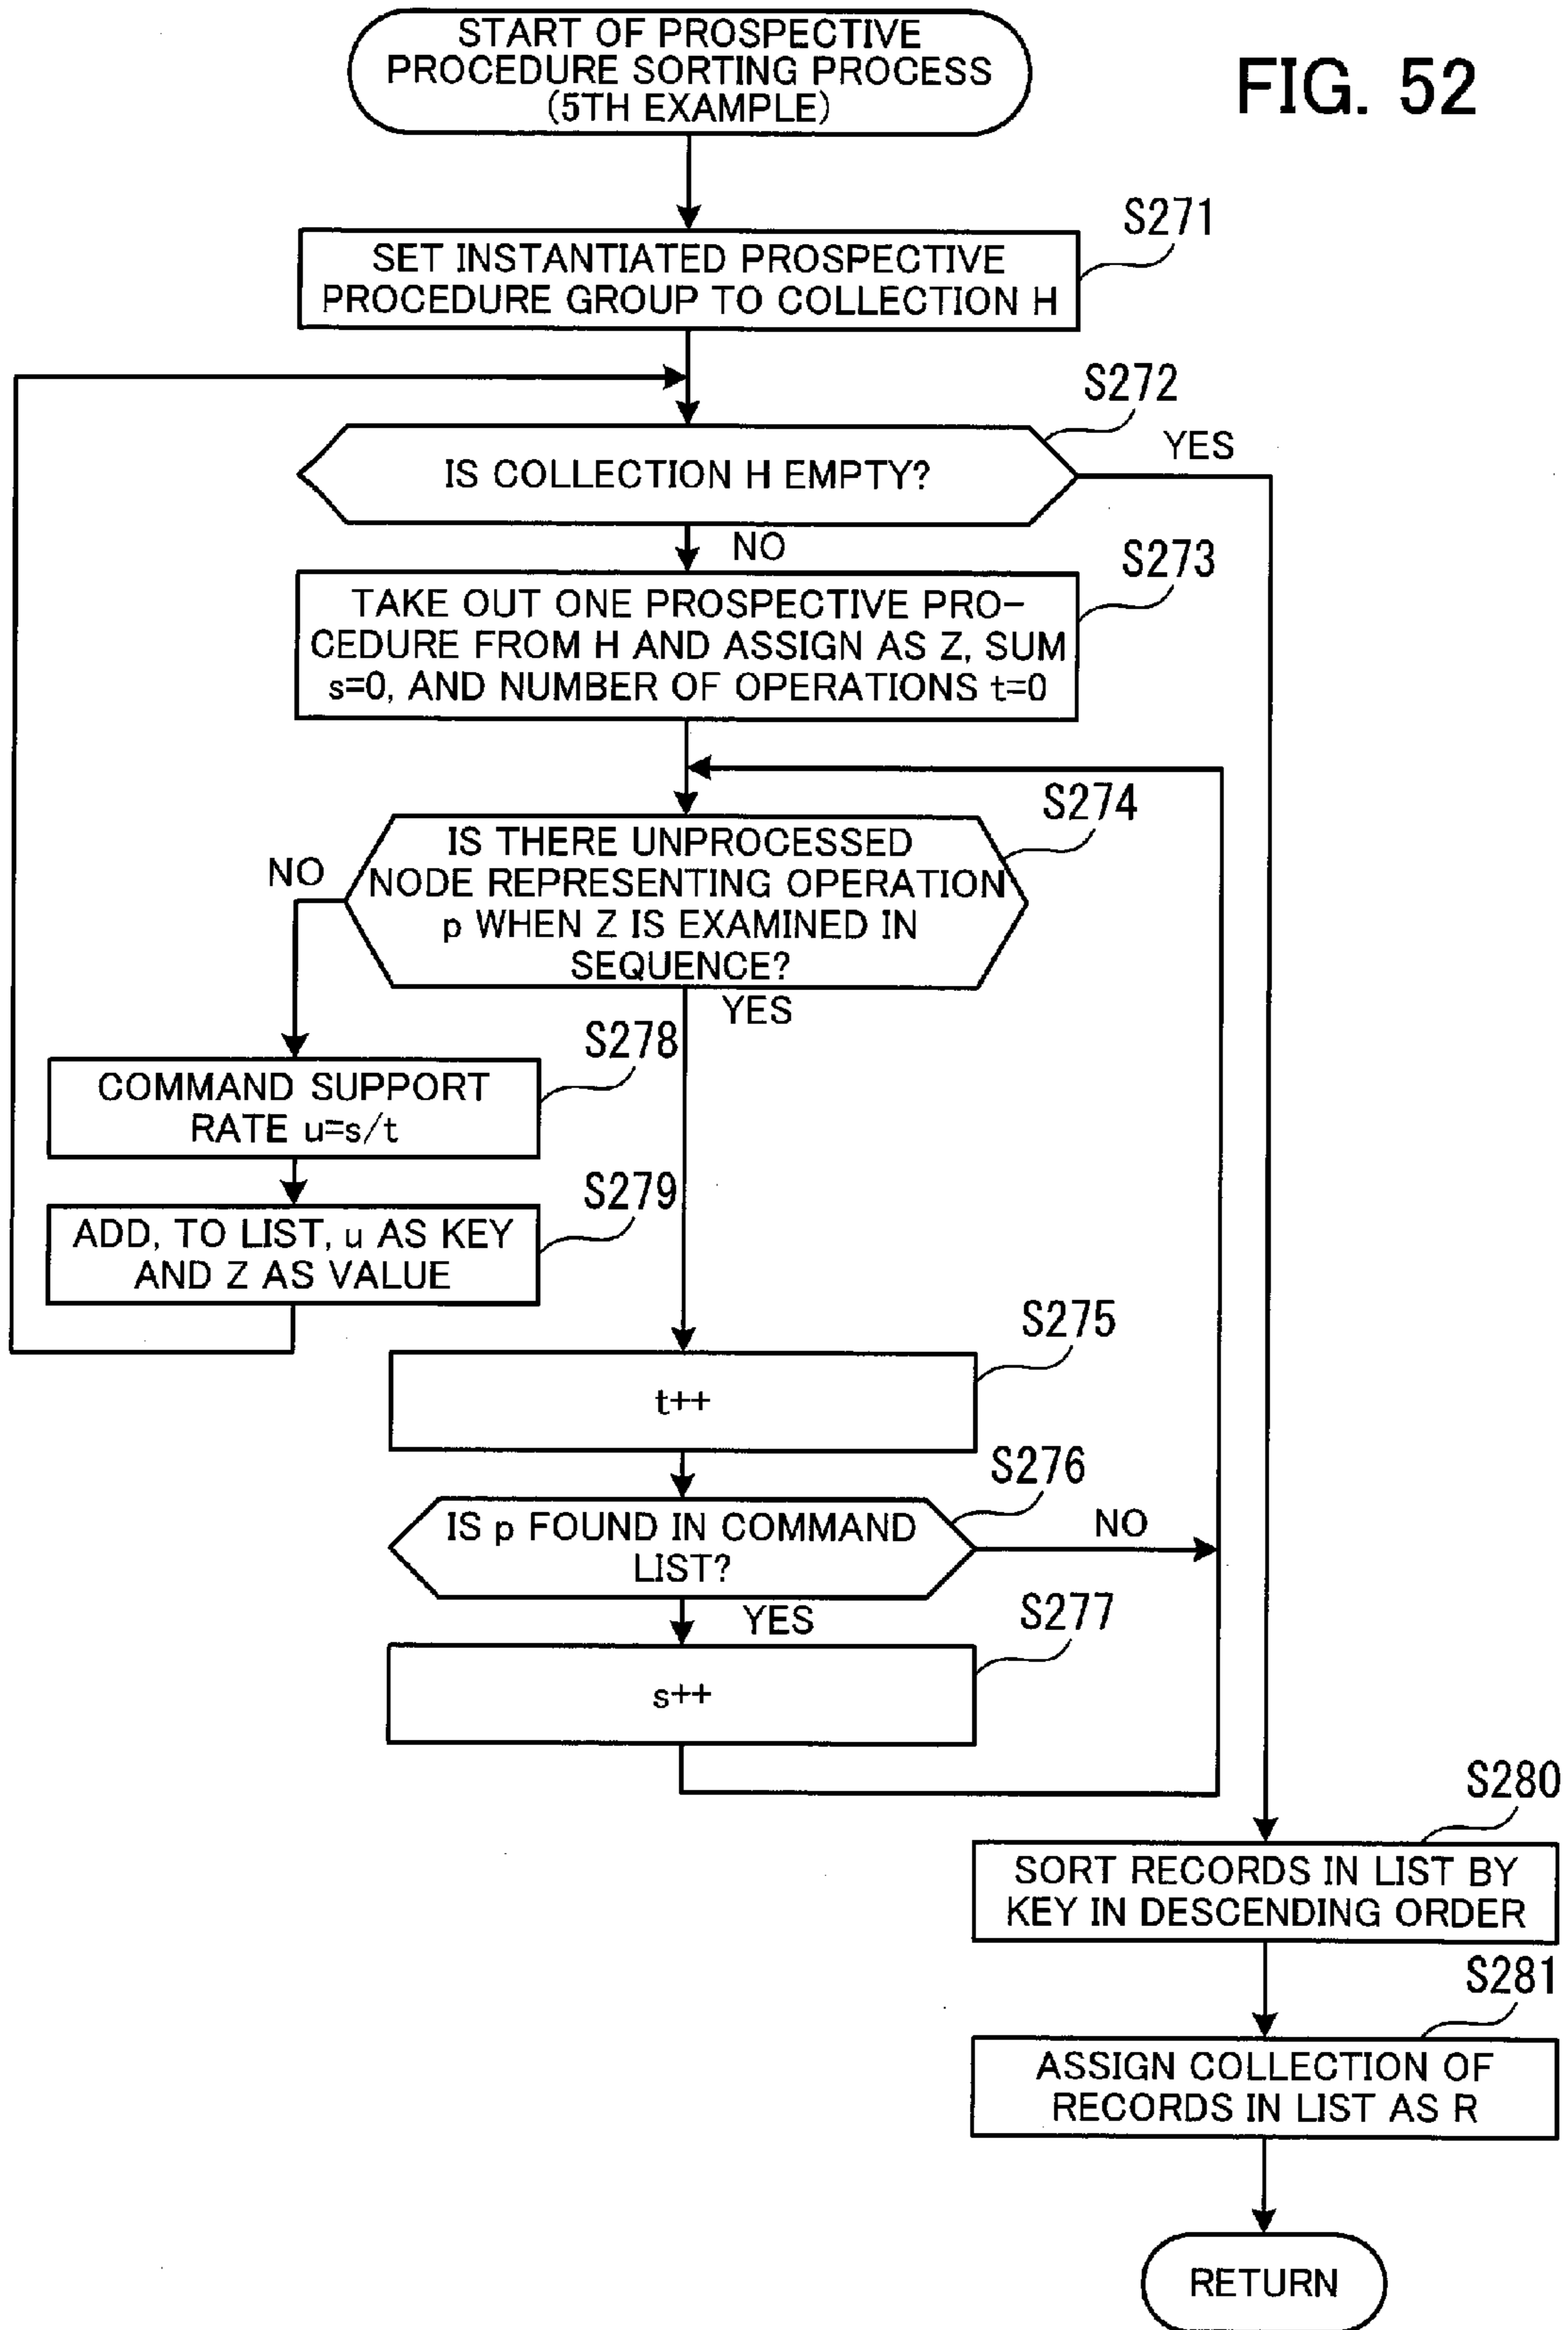 START OF PROSPECTIVE
PROCEDURE SORTING PROCESS
(5TH EXAMPLE)
FIG. 52
S271
SET INSTANTIATED PROSPECTIVE
PROCEDURE GROUP TO COLLECTION H
S272
IS COLLECTION H EMPTY?
YES
NO
S273
TAKE OUT ONE PROSPECTIVE PRO-
CEDURE FROM H AND ASSIGN AS Z, SUM
s=0, AND NUMBER OF OPERATIONS t=0
S274
IS THERE UNPROCESSED
NODE REPRESENTING OPERATION
p WHEN Z IS EXAMINED IN
SEQUENCE?
NO
YES
S278
COMMAND SUPPORT
RATE u=s/t
S279
ADD, TO LIST, u AS KEY
AND Z AS VALUE
S275
t++
S276
IS p FOUND IN COMMAND
LIST?
NO
YES
S277
s++
S280
SORT RECORDS IN LIST BY
KEY IN DESCENDING ORDER
S281
ASSIGN COLLECTION OF
RECORDS IN LIST AS R
RETURN